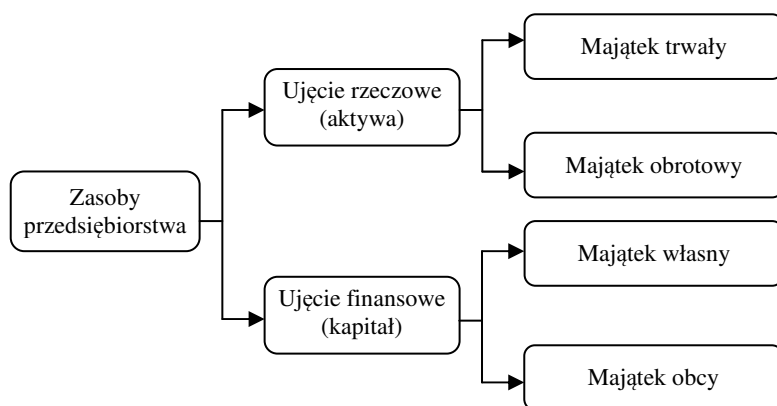 Zasoby
przedsiębiorstwa
Ujęcie rzeczowe
(aktywa)
Majątek trwały
Majątek obrotowy
Ujęcie finansowe
(kapitał)
Majątek własny
Majątek obcy